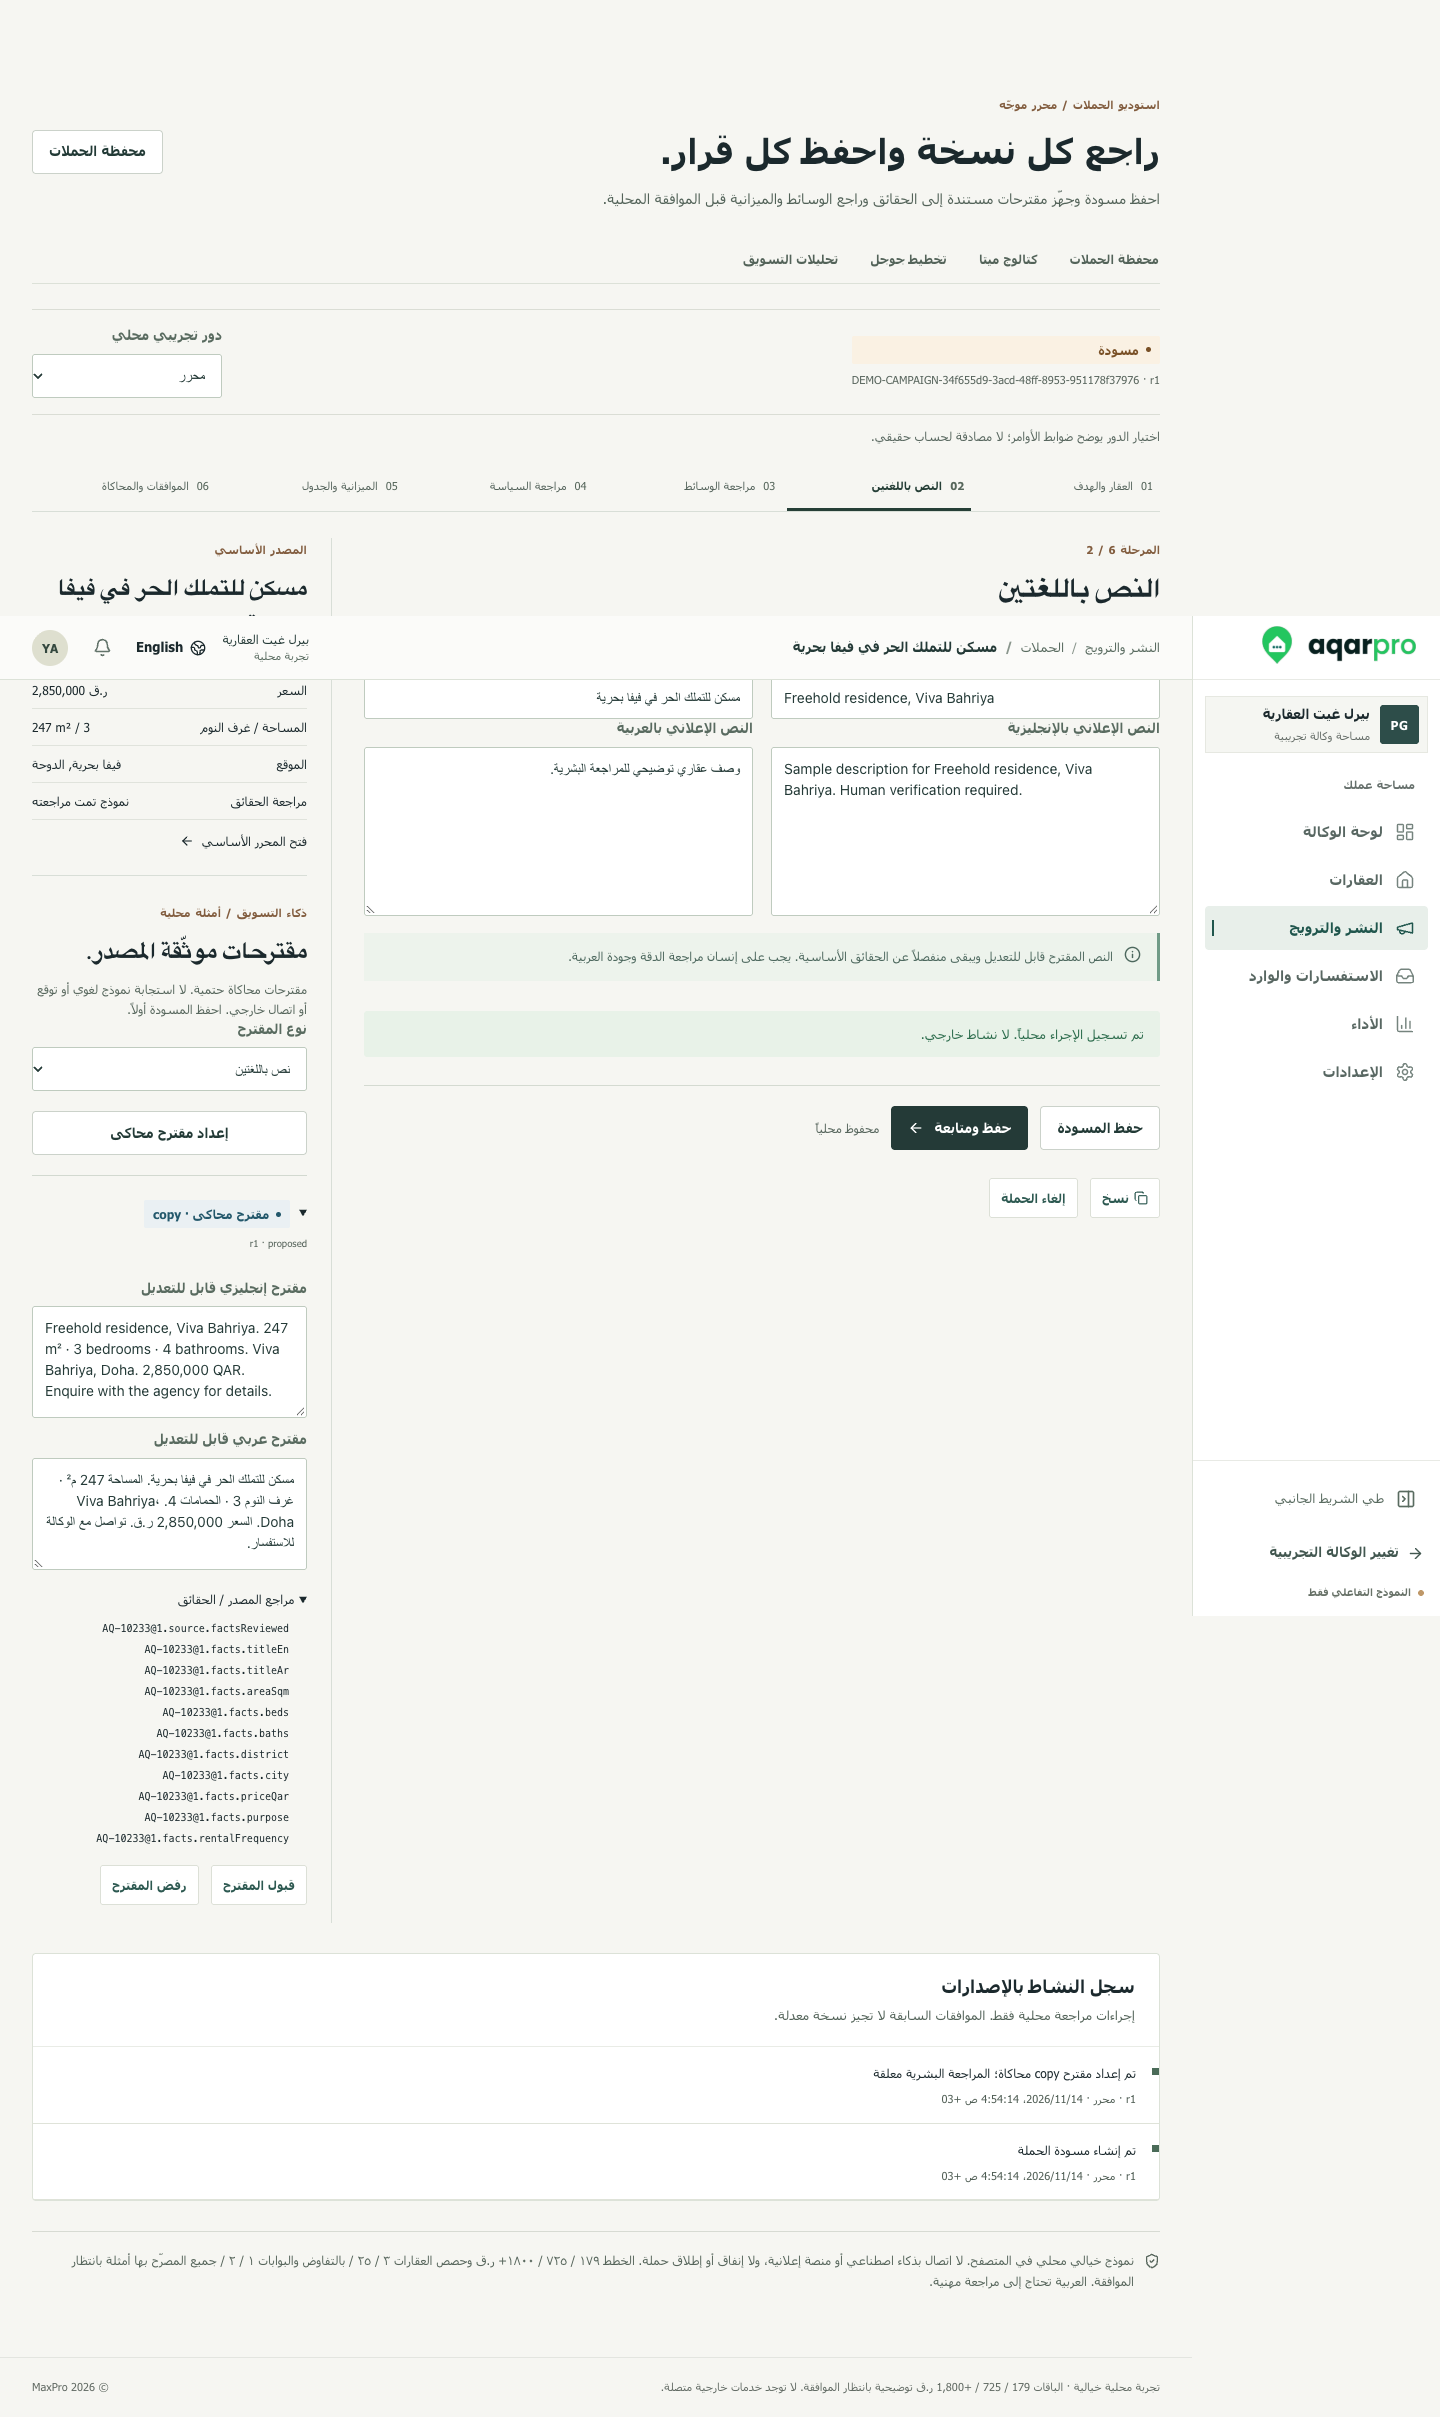 استوديو الحملات / محرر موجّه
راجع كل نسخة واحفظ كل قرار.
محفظة الحملات
احفظ مسودة وجهّز مقترحات مستندة إلى الحقائق وراجع الوسائط والميزانية قبل الموافقة المحلية.
محفظة الحملات
كتالوج ميتا
تخطيط جوجل
تحليلات التسويق
• مسودة
DEMO-CAMPAIGN-34f655d9-3acd-48ff-8953-951178f37976 · r1
دور تجريبي محلي
محرر
اختيار الدور يوضح ضوابط الأوامر؛ لا مصادقة لحساب حقيقي.
01 العقار والهدف
02 النص باللغتين
03 مراجعة الوسائط
04 مراجعة السياسة
05 الميزانية والجدول
06 الموافقات والمحاكاة
المرحلة 6 / 2
النص باللغتين
المصدر الأساسي
مسكن للتملك الحر في فيفا
aqarpro
النشر والترويج / الحملات / مسكن للتملك الحر في فيفا بحرية
بيرل غيت العقارية
تجربة محلية
English
YA
PG
بيرل غيت العقارية
مساحة وكالة تجريبية
مساحة عملك
لوحة الوكالة
العقارات
النشر والترويج
الاستفسارات والوارد
الأداء
الإعدادات
طي الشريط الجانبي
تغيير الوكالة التجريبية
النموذج التفاعلي فقط
Freehold residence, Viva Bahriya
مسكن للتملك الحر في فيفا بحرية
النص الإعلاني بالإنجليزية
النص الإعلاني بالعربية
Sample description for Freehold residence, Viva
Bahriya. Human verification required.
وصف عقاري توضيحي للمراجعة البشرية.
النص المقترح قابل للتعديل ويبقى منفصلاً عن الحقائق الأساسية. يجب على إنسان مراجعة الدقة وجودة العربية.
تم تسجيل الإجراء محلياً. لا نشاط خارجي.
حفظ المسودة
حفظ ومتابعة
محفوظ محلياً
نسخ
إلغاء الحملة
السعر
ر.ق 2,850,000
المساحة / غرف النوم
247 m² / 3
الموقع
فيفا بحرية, الدوحة
مراجعة الحقائق
نموذج تمت مراجعته
فتح المحرر الأساسي
ذكاء التسويق / أمثلة محلية
مقترحات موثّقة المصدر.
مقترحات محاكاة حتمية. لا استجابة نموذج لغوي أو توقع
أو اتصال خارجي. احفظ المسودة أولاً.
نوع المقترح
نص باللغتين
إعداد مقترح محاكى
• مقترح محاكى · copy
r1 · proposed
مقترح إنجليزي قابل للتعديل
Freehold residence, Viva Bahriya. 247
m² · 3 bedrooms · 4 bathrooms. Viva
Bahriya, Doha. 2,850,000 QAR.
Enquire with the agency for details.
مقترح عربي قابل للتعديل
مسكن للتملك الحر في فيفا بحرية. المساحة 247 م² ·
غرف النوم 3 · الحمامات 4. Viva Bahriya،
Doha. السعر 2,850,000 ر.ق. تواصل مع الوكالة
للاستفسار.
مراجع المصدر / الحقائق
AQ-10233@1.source.factsReviewed
AQ-10233@1.facts.titleEn
AQ-10233@1.facts.titleAr
AQ-10233@1.facts.areaSqm
AQ-10233@1.facts.beds
AQ-10233@1.facts.baths
AQ-10233@1.facts.district
AQ-10233@1.facts.city
AQ-10233@1.facts.priceQar
AQ-10233@1.facts.purpose
AQ-10233@1.facts.rentalFrequency
قبول المقترح
رفض المقترح
سجل النشاط بالإصدارات
إجراءات مراجعة محلية فقط. الموافقات السابقة لا تجيز نسخة معدلة.
تم إعداد مقترح copy محاكاة؛ المراجعة البشرية معلقة
r1 · محرر · 2026/11/14، 4:54:14 ص +03
تم إنشاء مسودة الحملة
r1 · محرر · 2026/11/14، 4:54:14 ص +03
نموذج خيالي محلي في المتصفح. لا اتصال بذكاء اصطناعي أو منصة إعلانية، ولا إنفاق أو إطلاق حملة. الخطط ١٧٩ / ٧٢٥ / ١٨٠٠+ ر.ق وحصص العقارات ٣ / ٢٥ / بالتفاوض والبوابات ١ / ٢ / جميع المصرّح بها أمثلة بانتظار
الموافقة. العربية تحتاج إلى مراجعة مهنية.
تجربة محلية خيالية · الباقات 179 / 725 / +1,800 ر.ق توضيحية بانتظار الموافقة. لا توجد خدمات خارجية متصلة.
© 2026 MaxPro